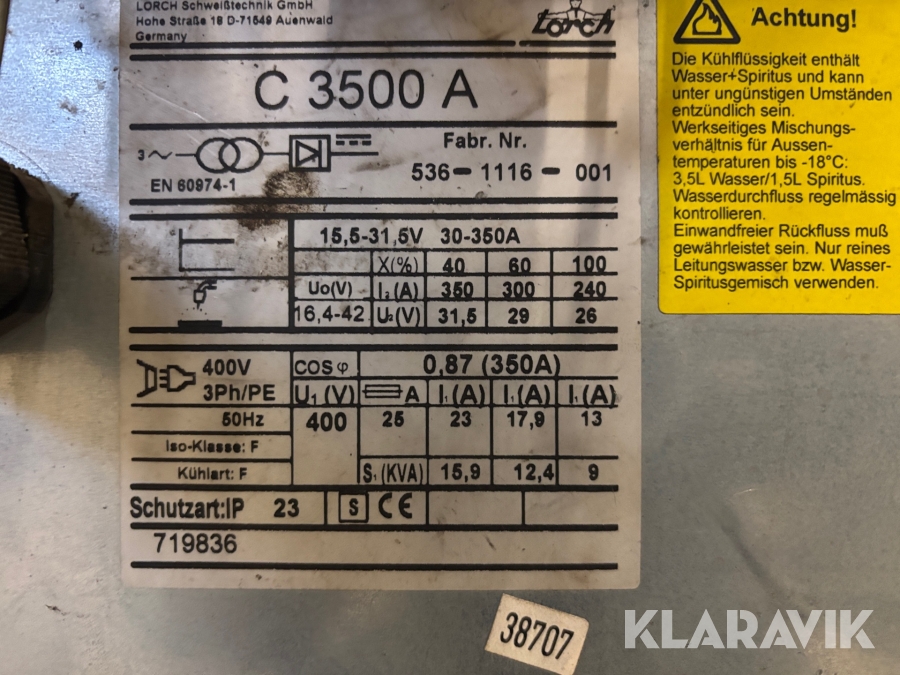 LORCH Schweißtechnik GmbH
Hohe Straße 18 D-71549 Auenwald
Germany
Lorch
C 3500 A
3~
EN 60974-1
Fabr. Nr.
536-1116-001
15,5-31,5V 30-350A
X(%) 40 60 100
U0(V) I2(A) 350 300 240
16,4-42 U2(V) 31,5 29 26
400V
3Ph/PE
50Hz
Iso-Klasse: F
Kühlart: F
cos φ 0,87 (350A)
U1 (V) A I1(A) I1(A) I1(A)
400 25 23 17,9 13
S1(KVA) 15,9 12,4 9
Schutzart:IP 23 S CE
719836
Achtung!
Die Kühlflüssigkeit enthält
Wasser+Spiritus und kann
unter ungünstigen Umständen
entzündlich sein.
Werkseitiges Mischungs-
verhältnis für Aussen-
temperaturen bis -18°C:
3,5L Wasser/1,5L Spiritus.
Wasserdurchfluss regelmässig
kontrollieren.
Einwandfreier Rückfluss muß
gewährleistet sein. Nur reines
Leitungswasser bzw. Wasser-
Spiritusgemisch verwenden.
38707
KLARAVIK